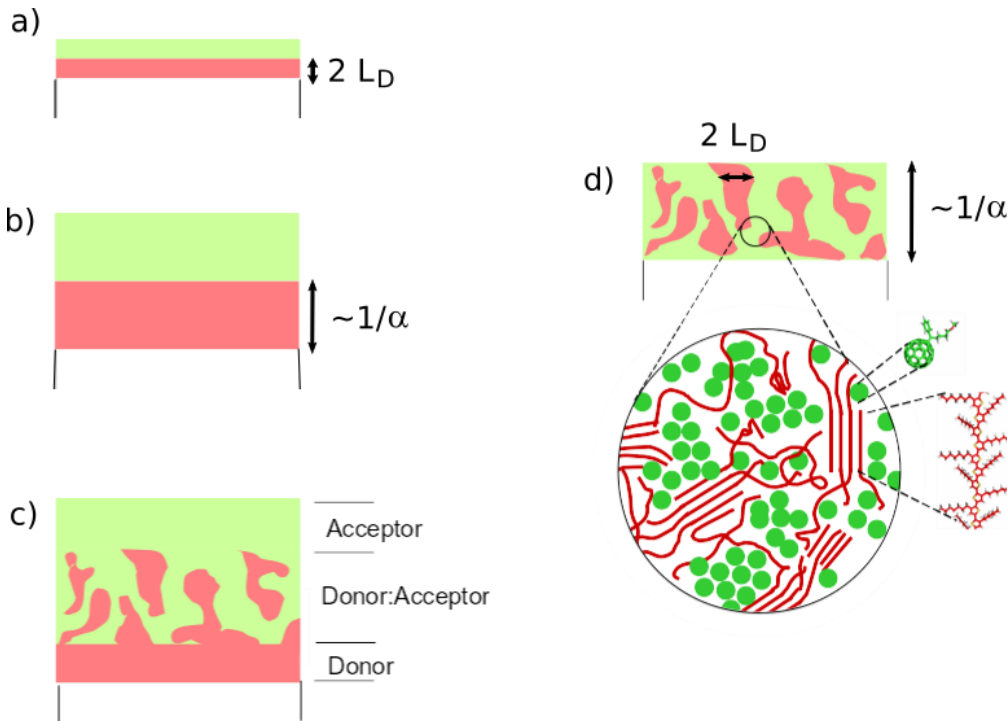 a)
2 L_D
b)
~1/α
c)
Acceptor
Donor:Acceptor
Donor
d)
2 L_D
~1/α